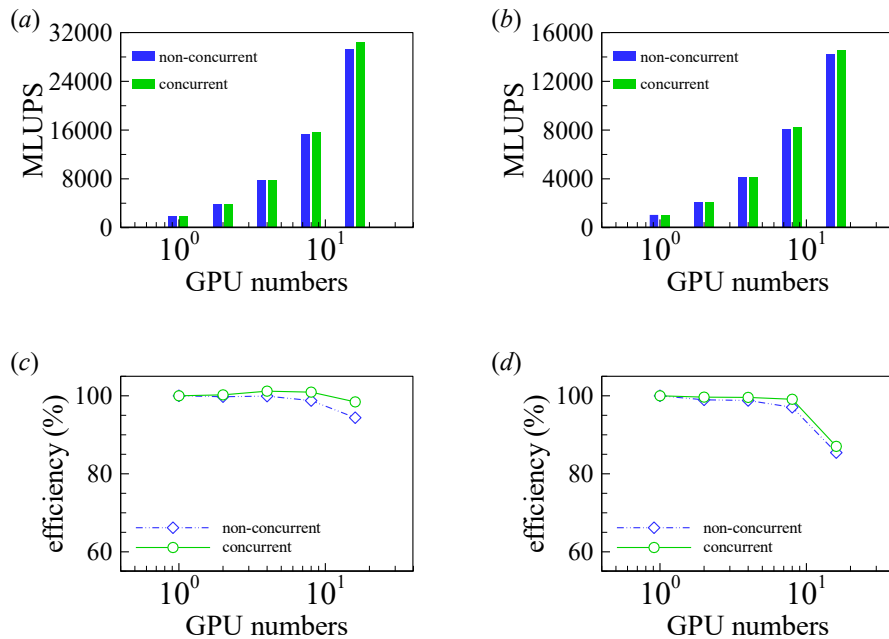 (a)
32000
24000
16000
8000
0
MLUPS
non-concurrent
concurrent
10^0
10^1
GPU numbers
(b)
16000
12000
8000
4000
0
MLUPS
non-concurrent
concurrent
10^0
10^1
GPU numbers
(c)
100
80
60
efficiency (%)
non-concurrent
concurrent
10^0
10^1
GPU numbers
(d)
100
80
60
efficiency (%)
non-concurrent
concurrent
10^0
10^1
GPU numbers